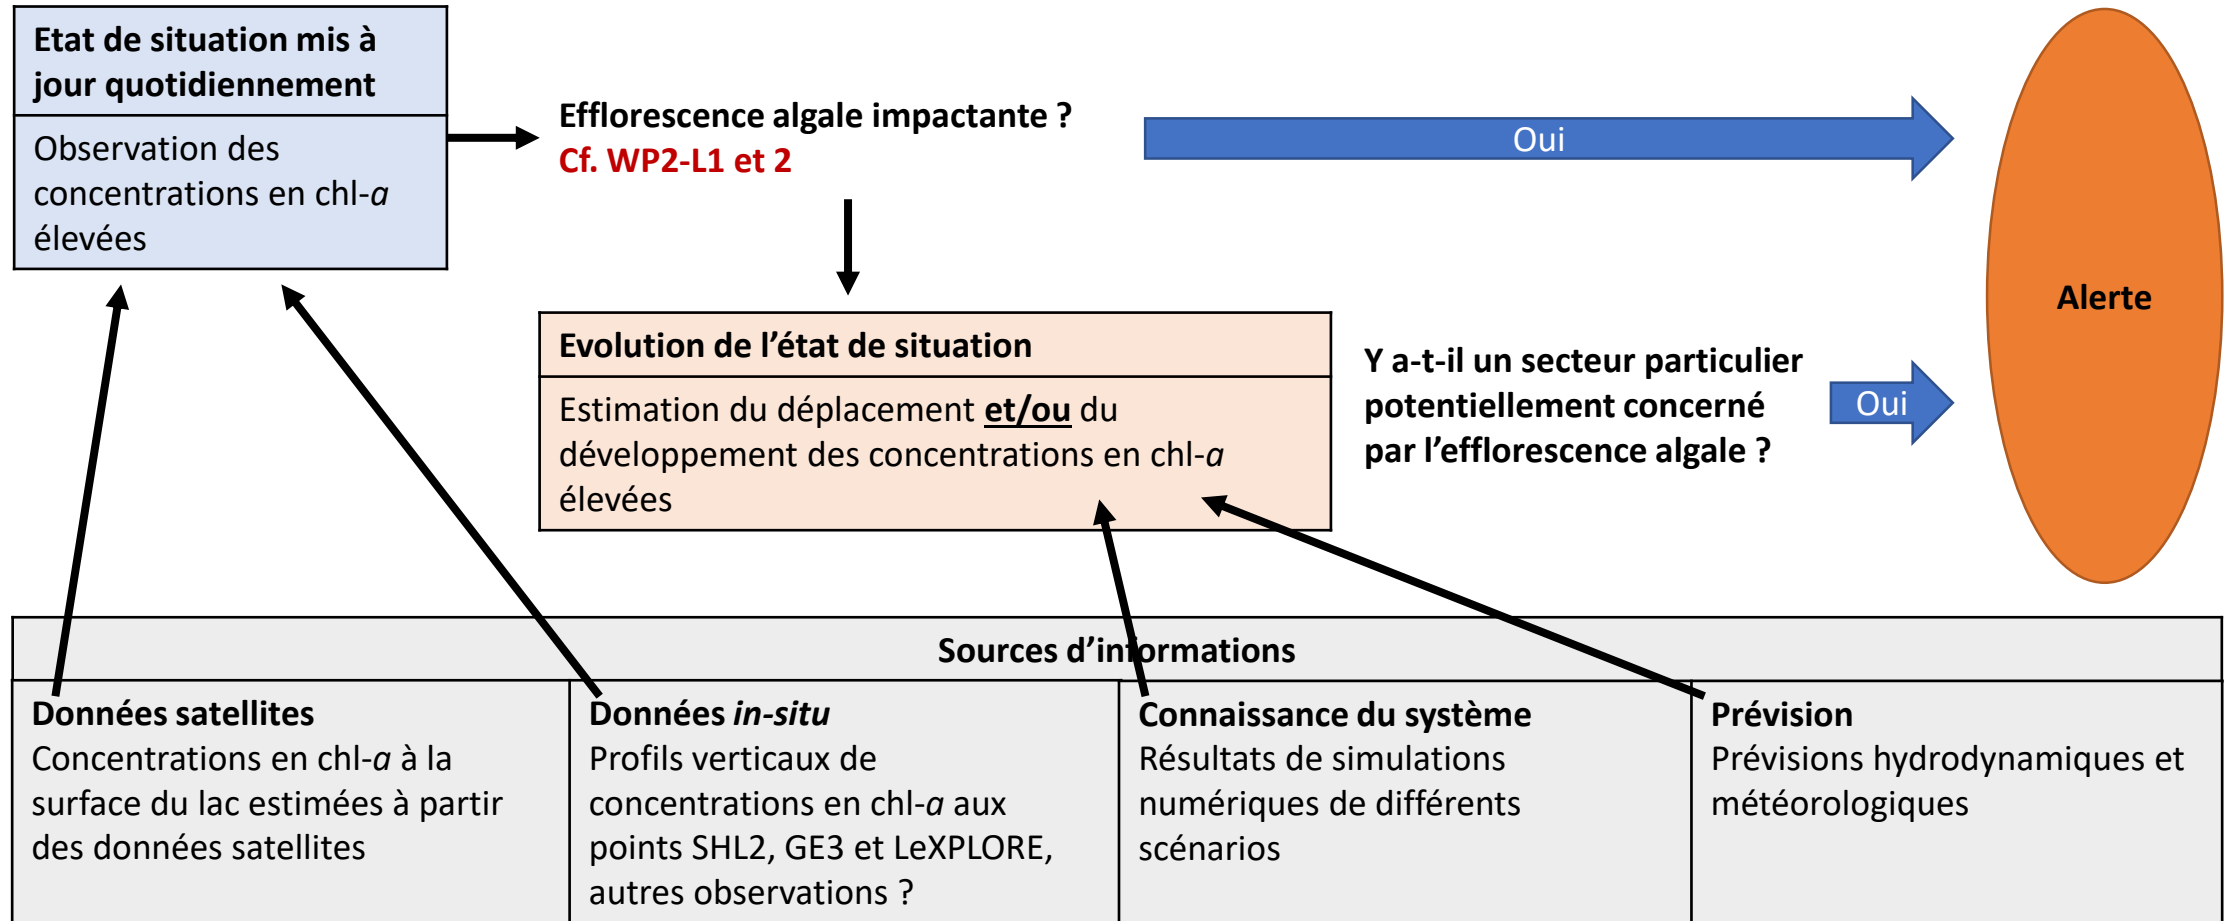 Etat de situation mis à
jour quotidiennement
Observation des
concentrations en chl-a
élevées
Efflorescence algale impactante ?
Cf. WP2-L1 et 2
Oui
Alerte
Evolution de l’état de situation
Estimation du déplacement et/ou du
développement des concentrations en chl-a
élevées
Y a-t-il un secteur particulier
potentiellement concerné
par l’efflorescence algale ?
Oui
Sources d’informations
Données satellites
Concentrations en chl-a à la
surface du lac estimées à partir
des données satellites
Données in-situ
Profils verticaux de
concentrations en chl-a aux
points SHL2, GE3 et LeXPLORE,
autres observations ?
Connaissance du système
Résultats de simulations
numériques de différents
scénarios
Prévision
Prévisions hydrodynamiques et
météorologiques